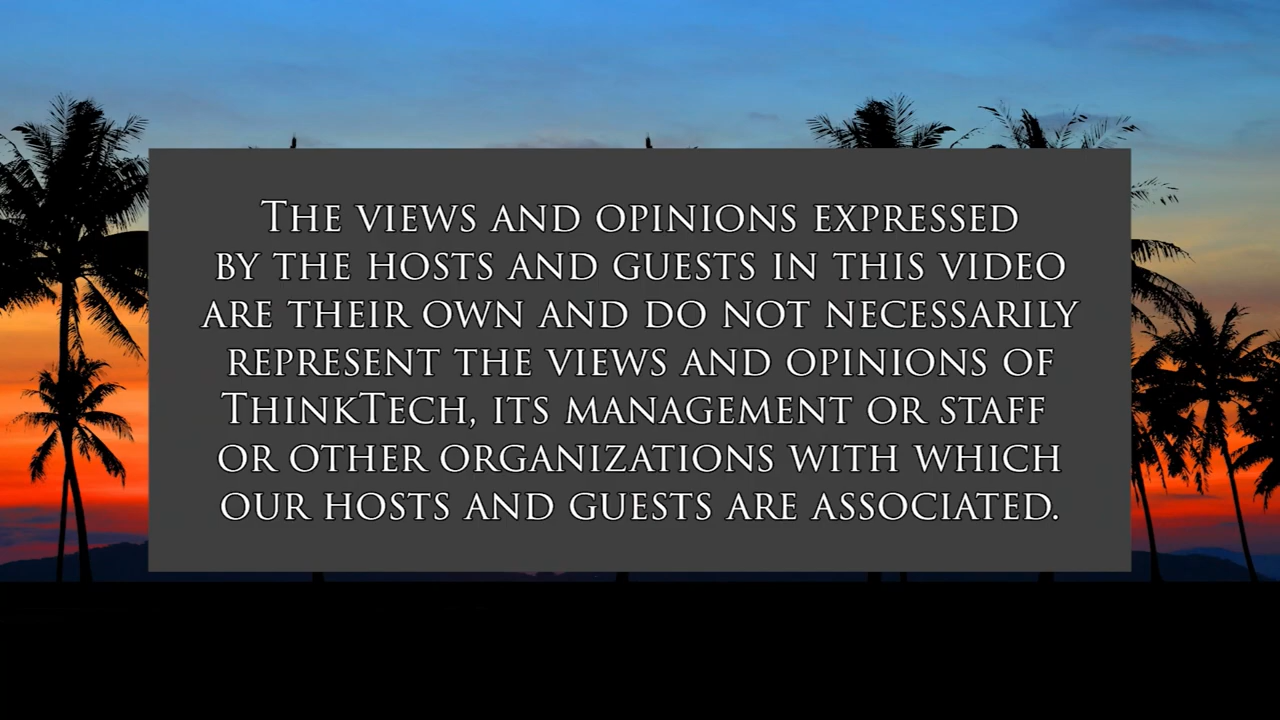 The views and opinions expressed
by the hosts and guests in this video
are their own and do not necessarily
represent the views and opinions of
ThinkTech, its management or staff
or other organizations with which
our hosts and guests are associated.